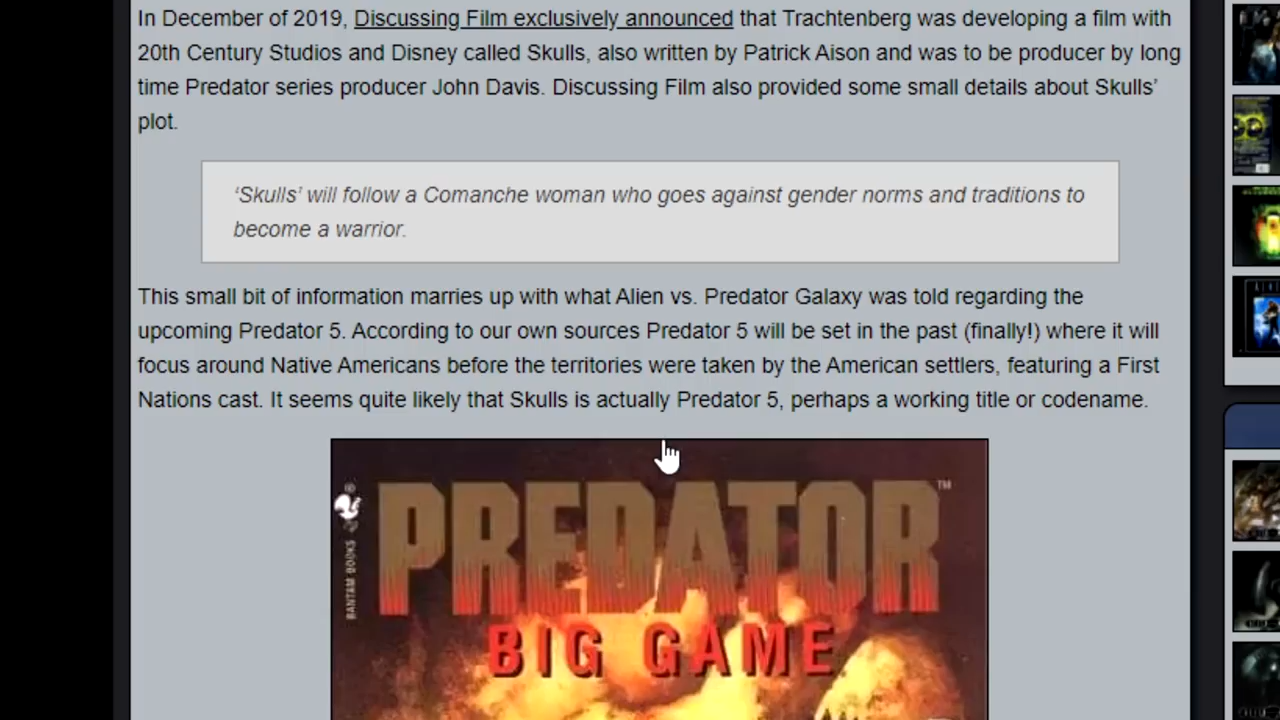 In December of 2019, Discussing Film exclusively announced that Trachtenberg was developing a film with
20th Century Studios and Disney called Skulls, also written by Patrick Aison and was to be producer by long
time Predator series producer John Davis. Discussing Film also provided some small details about Skulls’
plot.
‘Skulls’ will follow a Comanche woman who goes against gender norms and traditions to
become a warrior.
This small bit of information marries up with what Alien vs. Predator Galaxy was told regarding the
upcoming Predator 5. According to our own sources Predator 5 will be set in the past (finally!) where it will
focus around Native Americans before the territories were taken by the American settlers, featuring a First
Nations cast. It seems quite likely that Skulls is actually Predator 5, perhaps a working title or codename.
PREDATOR™
BANTAM BOOKS
BIG GAME